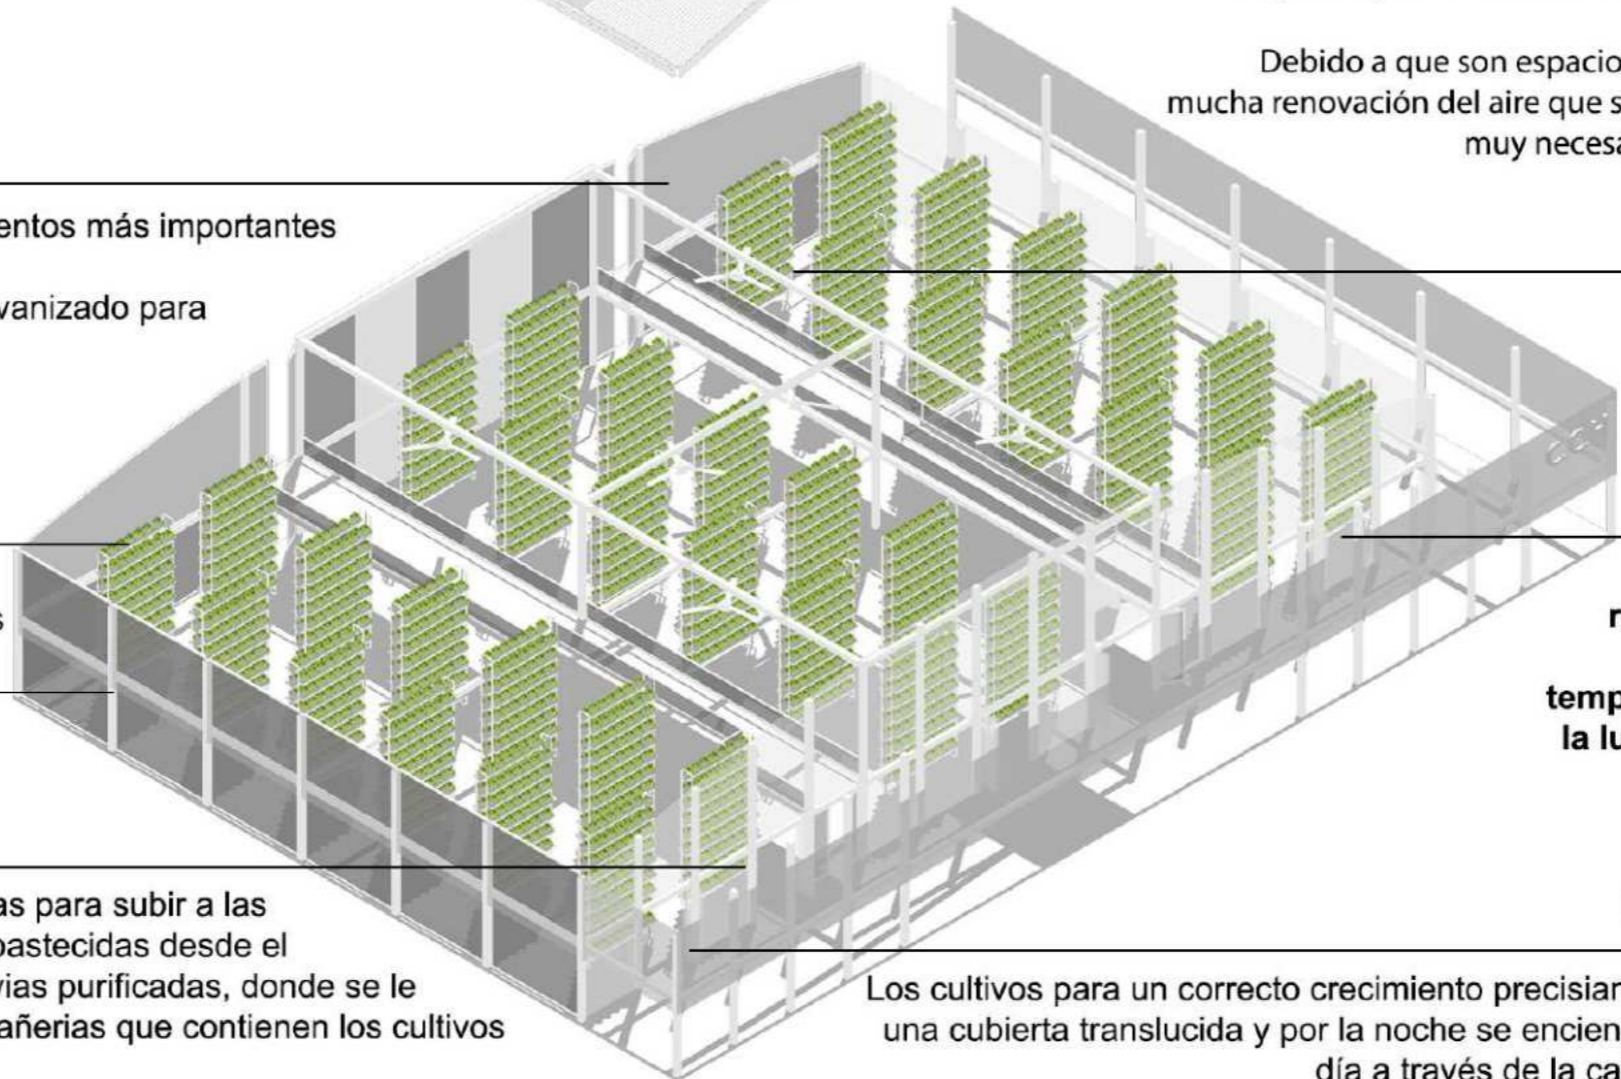 Debido a que son espacio
mucha renovación del aire que s
muy necesa
entos más importantes
vanizado para
s
r
temp
la lu
as para subir a las
oastecidas desde el
vias purificadas, donde se le
añerias que contienen los cultivos
Los cultivos para un correcto crecimiento precisiar
una cubierta translucida y por la noche se encien
día a través de la ca